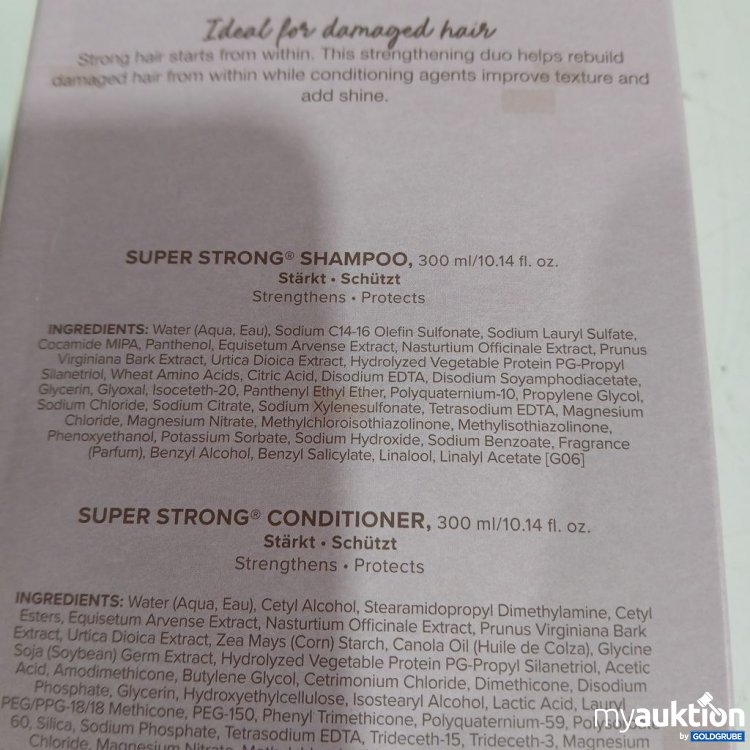 Ideal for damaged hair
Strong hair starts from within. This strengthening duo helps rebuild
damaged hair from within while conditioning agents improve texture and
add shine.
SUPER STRONG® SHAMPOO, 300 ml/10.14 fl. oz.
Stärkt • Schützt
Strengthens • Protects
INGREDIENTS: Water (Aqua, Eau), Sodium C14-16 Olefin Sulfonate, Sodium Lauryl Sulfate,
Cocamide MIPA, Panthenol, Equisetum Arvense Extract, Nasturtium Officinale Extract, Prunus
Virginiana Bark Extract, Urtica Dioica Extract, Hydrolyzed Vegetable Protein PG-Propyl
Silanetriol, Wheat Amino Acids, Citric Acid, Disodium EDTA, Disodium Soyamphodiacetate,
Glycerin, Glyoxal, Isoceteth-20, Panthenyl Ethyl Ether, Polyquaternium-10, Propylene Glycol,
Sodium Chloride, Sodium Citrate, Sodium Xylenesulfonate, Tetrasodium EDTA, Magnesium
Chloride, Magnesium Nitrate, Methylchloroisothiazolinone, Methylisothiazolinone,
Phenoxyethanol, Potassium Sorbate, Sodium Hydroxide, Sodium Benzoate, Fragrance
(Parfum), Benzyl Alcohol, Benzyl Salicylate, Linalool, Linalyl Acetate [G06]
SUPER STRONG® CONDITIONER, 300 ml/10.14 fl. oz.
Stärkt • Schützt
Strengthens • Protects
INGREDIENTS: Water (Aqua, Eau), Cetyl Alcohol, Stearamidopropyl Dimethylamine, Cetyl
Esters, Equisetum Arvense Extract, Nasturtium Officinale Extract, Prunus Virginiana Bark
Extract, Urtica Dioica Extract, Zea Mays (Corn) Starch, Canola Oil (Huile de Colza), Glycine
Soja (Soybean) Germ Extract, Hydrolyzed Vegetable Protein PG-Propyl Silanetriol, Acetic
Acid, Amodimethicone, Butylene Glycol, Cetrimonium Chloride, Dimethicone, Disodium
Phosphate, Glycerin, Hydroxyethylcellulose, Isostearyl Alcohol, Lactic Acid, Lauryl
PEG/PPG-18/18 Methicone, PEG-150, Phenyl Trimethicone, Polyquaternium-59,
60, Silica, Sodium Phosphate, Tetrasodium EDTA, Trideceth-15, Trideceth-3, Magnesium
Chloride, Magnesium Nitrate,
myauktion
by GOLDGRUBE